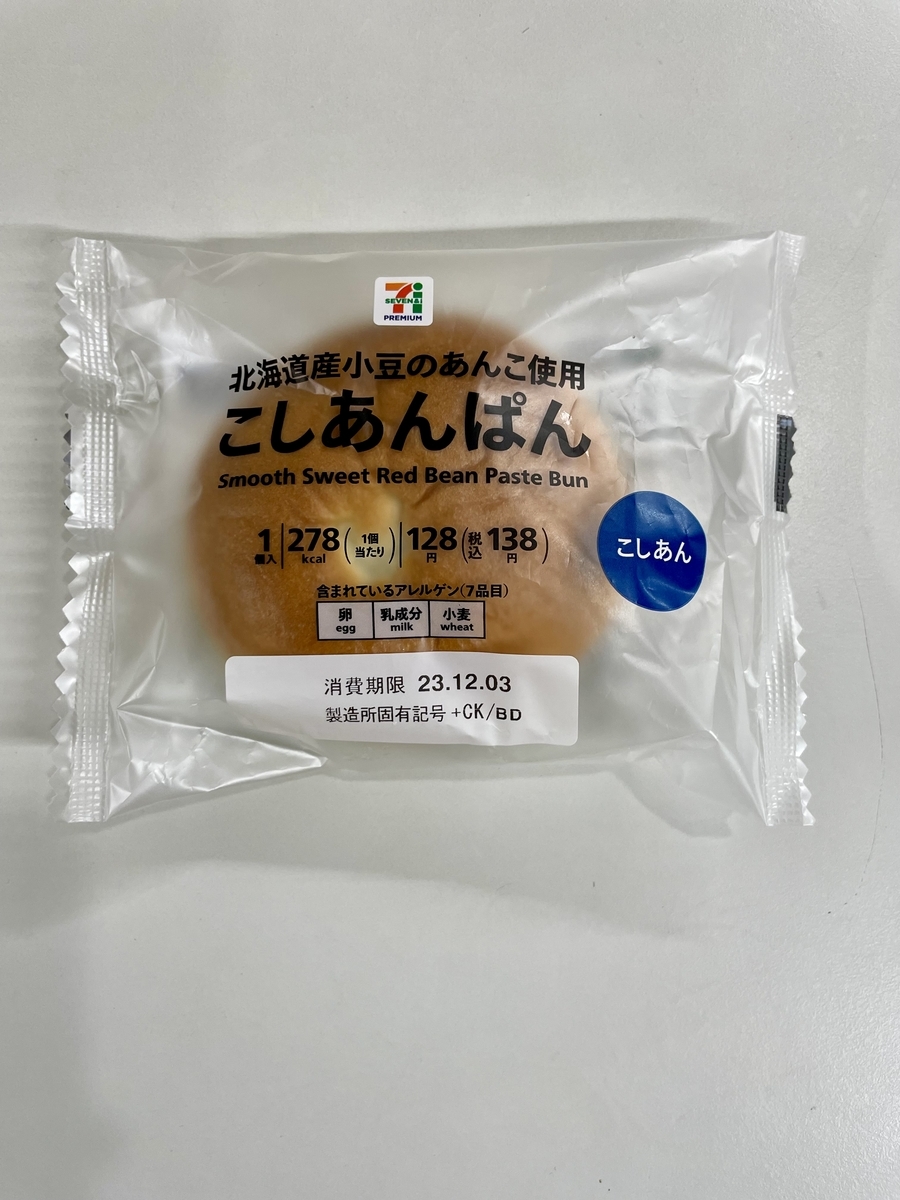 SEVEN&i
PREMIUM
北海道産小豆のあんこ使用
こしあんぱん
Smooth Sweet Red Bean Paste Bun
1個入 278kcal (1個当たり) 128円 (税込138円)
こしあん
含まれているアレルゲン(7品目)
卵 乳成分 小麦
egg milk wheat
消費期限 23.12.03
製造所固有記号 +CK/BD